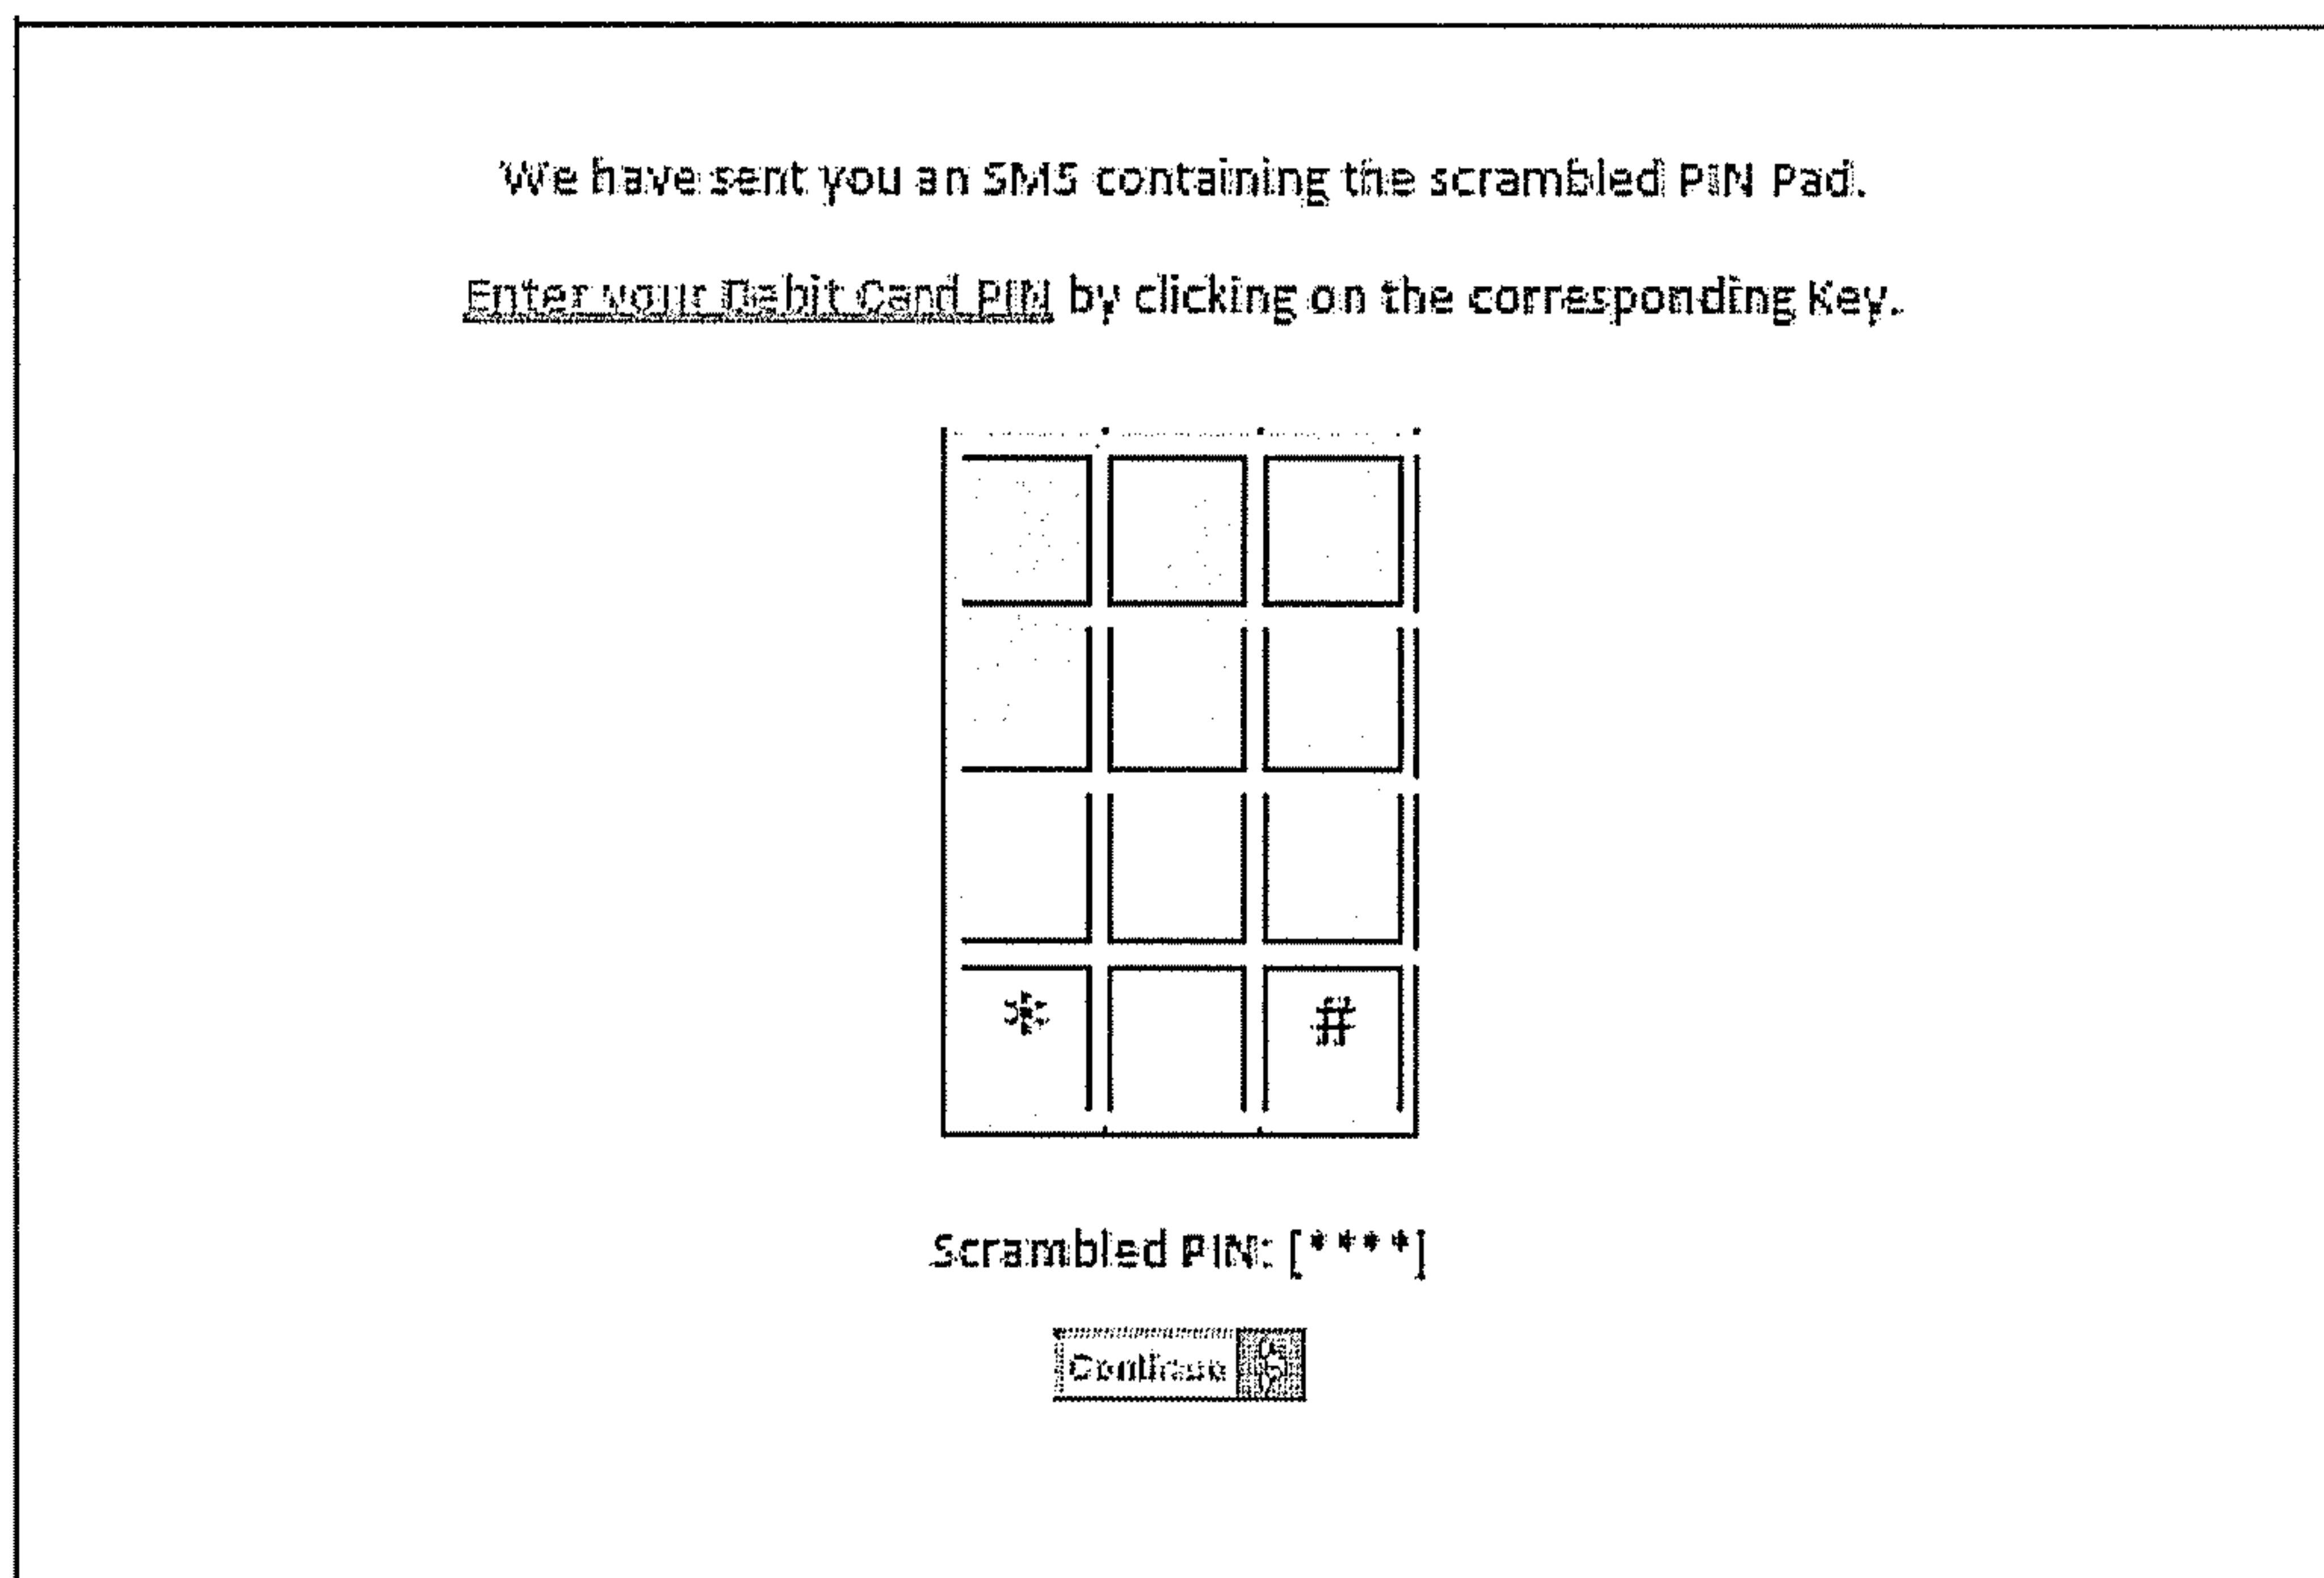 We have sent you an SMS containing the scrambled PIN Pad.
Enter your Debit Card PIN by clicking on the corresponding Key.
* #
Scrambled PIN: [****]
Continue